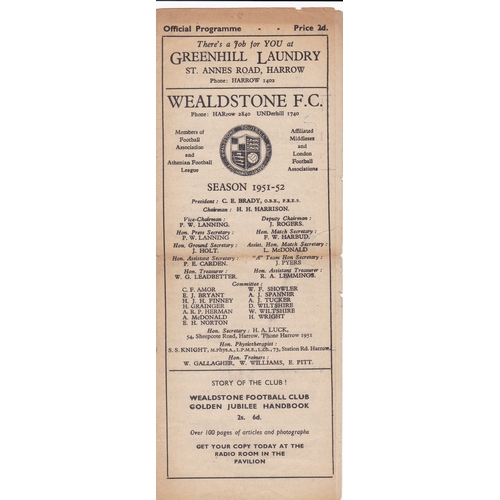 Official Programme - - Price 2d.
There's a Job for YOU at
GREENHILL LAUNDRY
ST. ANNES ROAD, HARROW
Phone: HARROW 1402
WEALDSTONE F.C.
Phone: HARrow 2840 UNDerhill 1740
Members of
Football
Association and
Athenian Football
League
Affiliated
Middlesex
and
London
Football
Associations
SEASON 1951-52
President: C. E. BRADY, O.B.E., F.R.E.S.
Chairman: H. H. HARRISON.
Vice-Chairman:
P. W. LANNING.
Deputy Chairman:
J. ROGERS.
Hon. Press Secretary:
P. W. LANNING
Hon. Match Secretary:
F. W. HARBUD.
Hon. Ground Secretary:
J. HOLT.
Assist. Hon. Match Secretary:
L. McDONALD
Hon. Assistant Secretary:
P. E. CARDEN.
"A" Team Hon Secretary:
J. PYERS
Hon. Treasurer:
W. G. LEADBETTER.
Hon. Assistant Treasurer:
R. A. LEMMINGS.
Committee:
C. F. AMOR
E. J. BRYANT
H. J. H. FINNEY
H. GRAINGER
A. R. P. HERMAN
A. McDONALD
E. H. NORTON
W. F. SHOWLER
A. J. SPANNER
A. J. TUCKER
D. WILTSHIRE
W. WILTSHIRE
H. WRIGHT
Hon. Secretary: H. A. LUCK,
54, Sheepcote Road, Harrow. 'Phone Harrow 1951
Hon. Physiotherapist:
S. S. KNIGHT, 73, Station Rd. Harrow
Hon. Trainers:
W. GALLAGHER, W. WILLIAMS, E. PITT.
STORY OF THE CLUB!
WEALDSTONE FOOTBALL CLUB
GOLDEN JUBILEE HANDBOOK
2s. 6d.
Over 100 pages of articles and photographs
GET YOUR COPY TODAY AT THE
RADIO ROOM IN THE
PAVILION